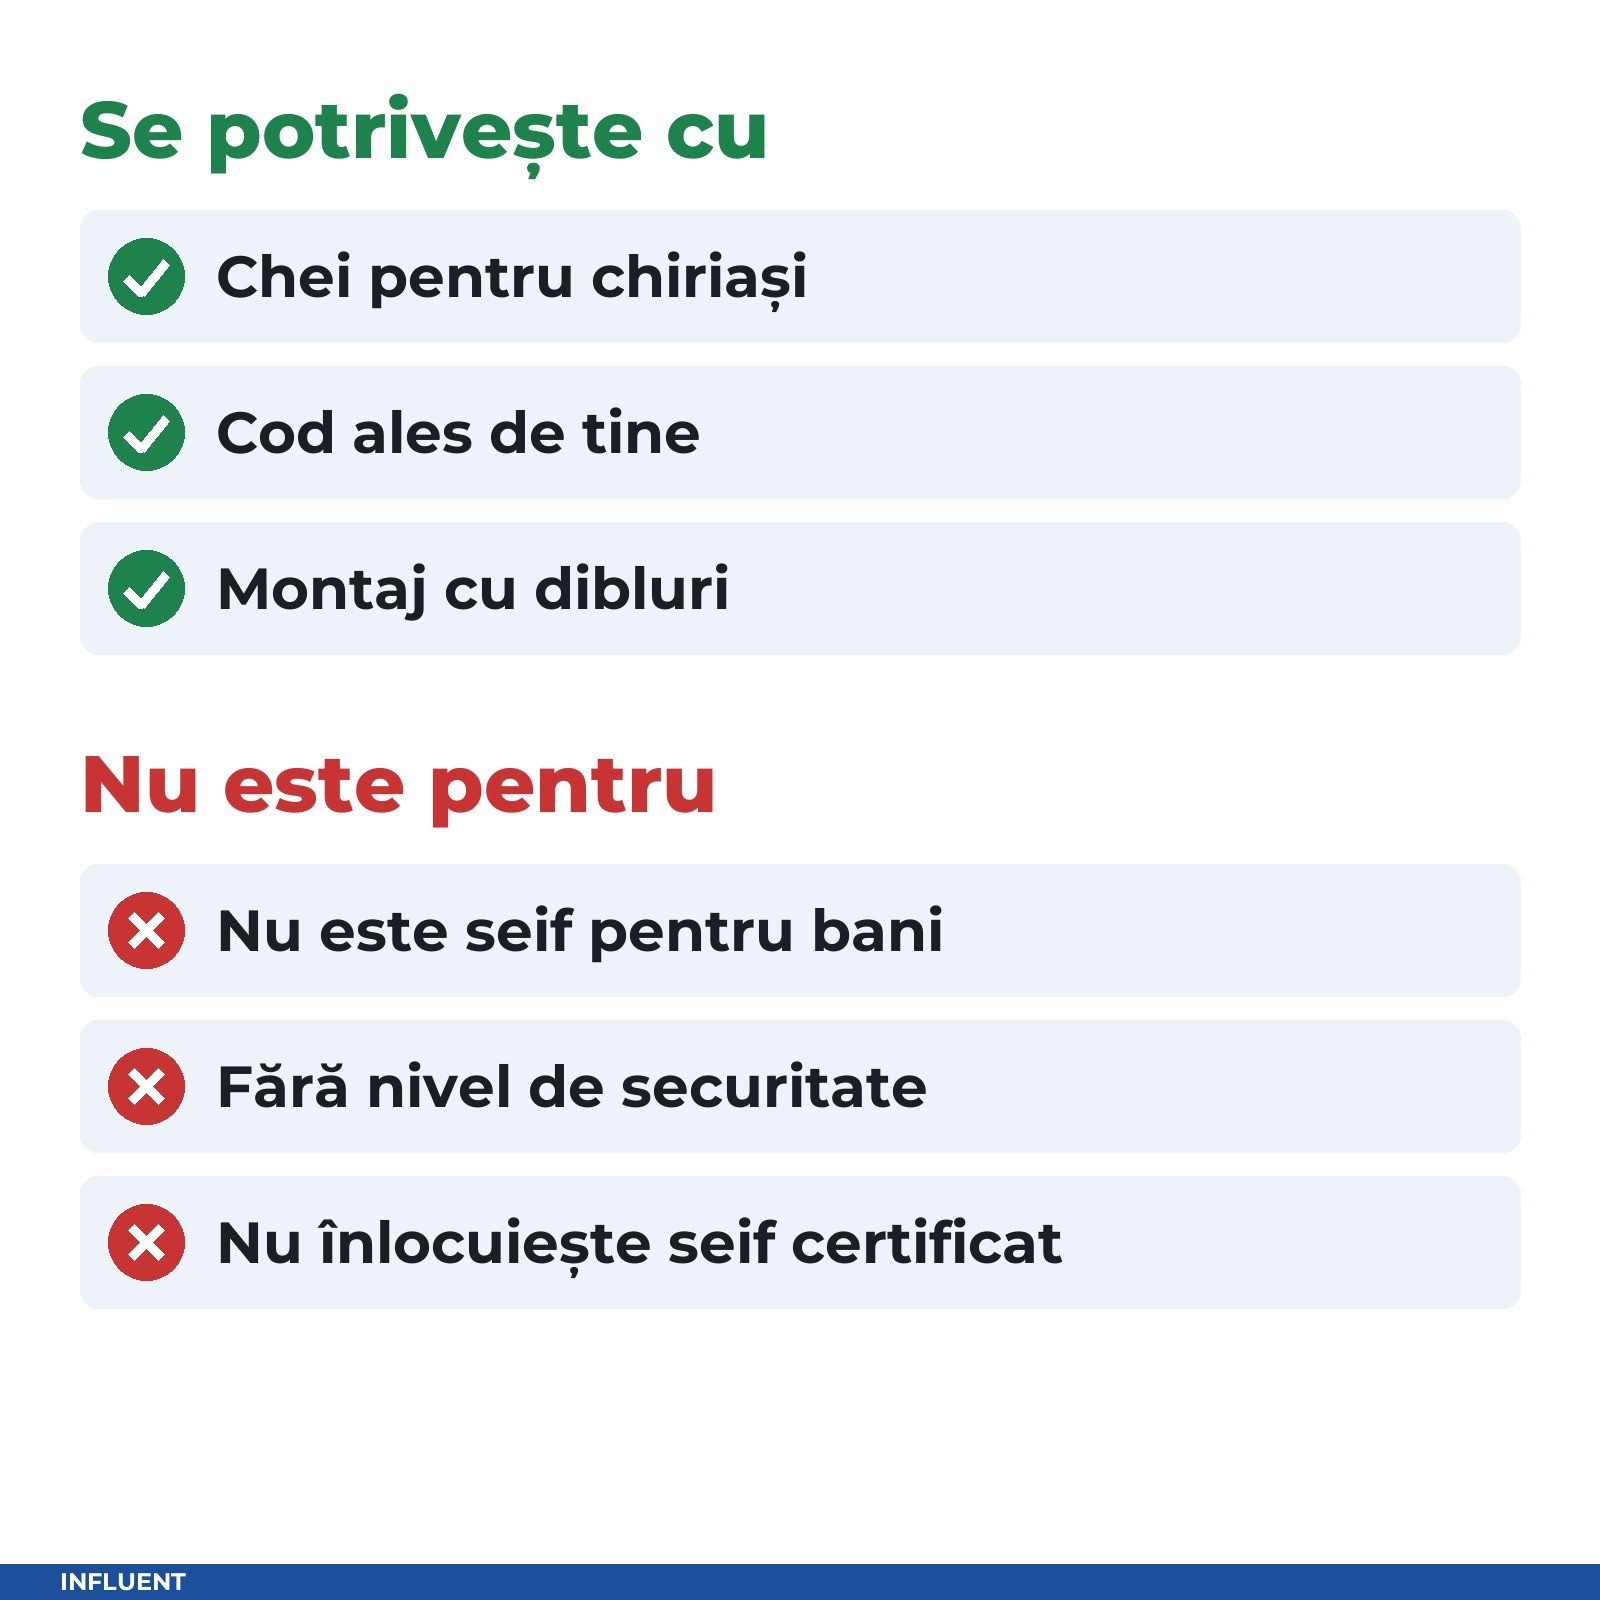 Se potrivește cu
Chei pentru chiriași
Cod ales de tine
Montaj cu dibluri
Nu este pentru
Nu este seif pentru bani
Fără nivel de securitate
Nu înlocuiește seif certificat
INFLUENT